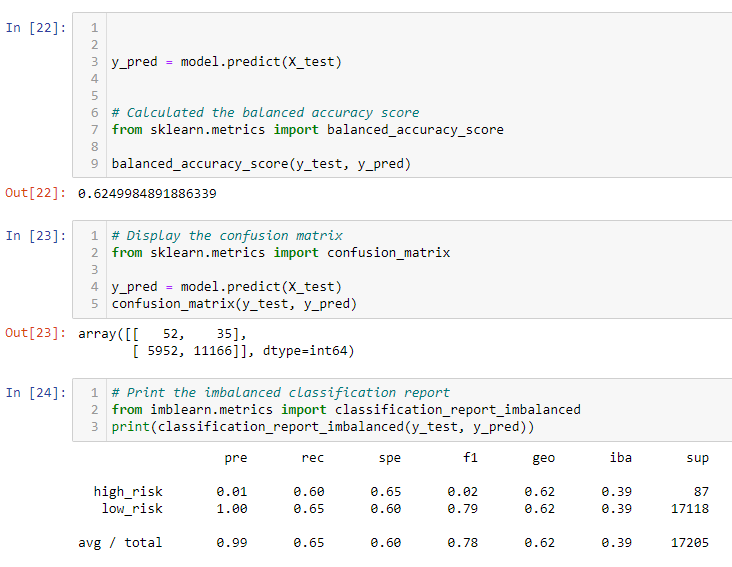 In [22]:
1
2
3 y_pred = model.predict(X_test)
4
5
6 # Calculated the balanced accuracy score
7 from sklearn.metrics import balanced_accuracy_score
8
9 balanced_accuracy_score(y_test, y_pred)
Out[22]: 0.6249984891886339
In [23]:
1 # Display the confusion matrix
2 from sklearn.metrics import confusion_matrix
3
4 y_pred = model.predict(X_test)
5 confusion_matrix(y_test, y_pred)
Out[23]: array([[   52,    35],
       [ 5952, 11166]], dtype=int64)
In [24]:
1 # Print the imbalanced classification report
2 from imblearn.metrics import classification_report_imbalanced
3 print(classification_report_imbalanced(y_test, y_pred))
pre rec spe f1 geo iba sup
high_risk 0.01 0.60 0.65 0.02 0.62 0.39 87
low_risk 1.00 0.65 0.60 0.79 0.62 0.39 17118
avg / total 0.99 0.65 0.60 0.78 0.62 0.39 17205